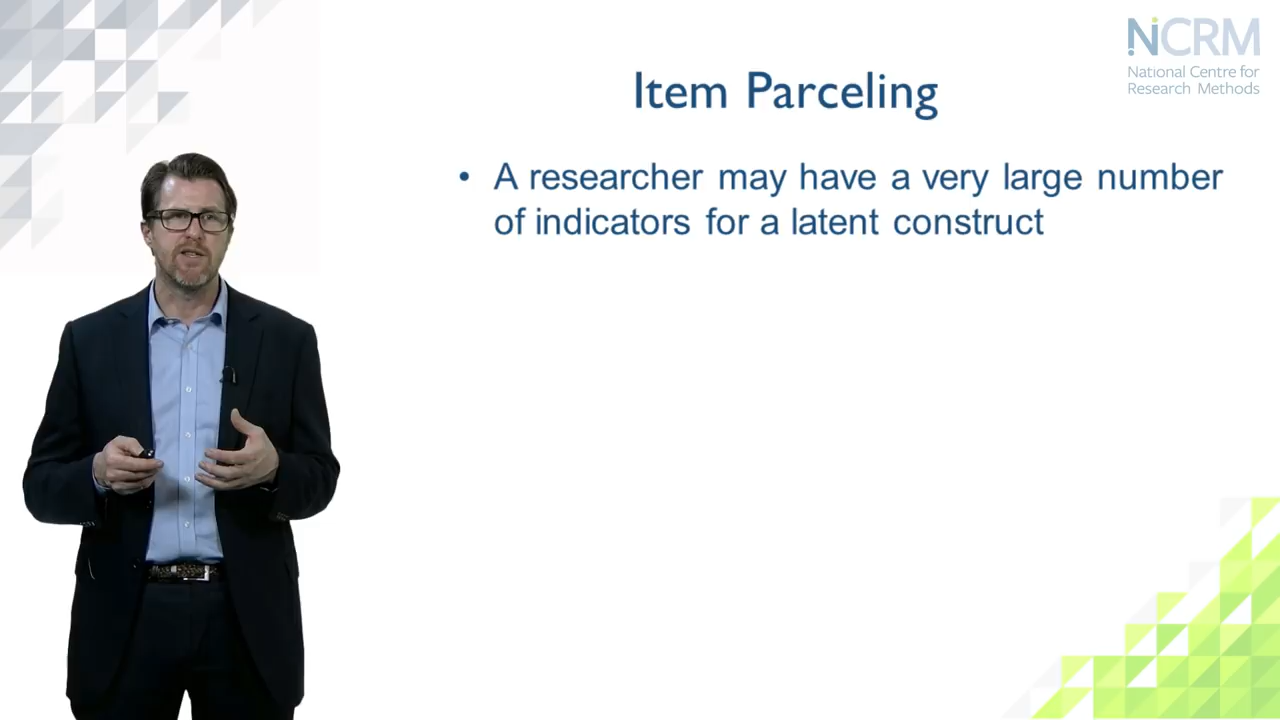 NCRM
National Centre for
Research Methods
Item Parceling
• A researcher may have a very large number
of indicators for a latent construct